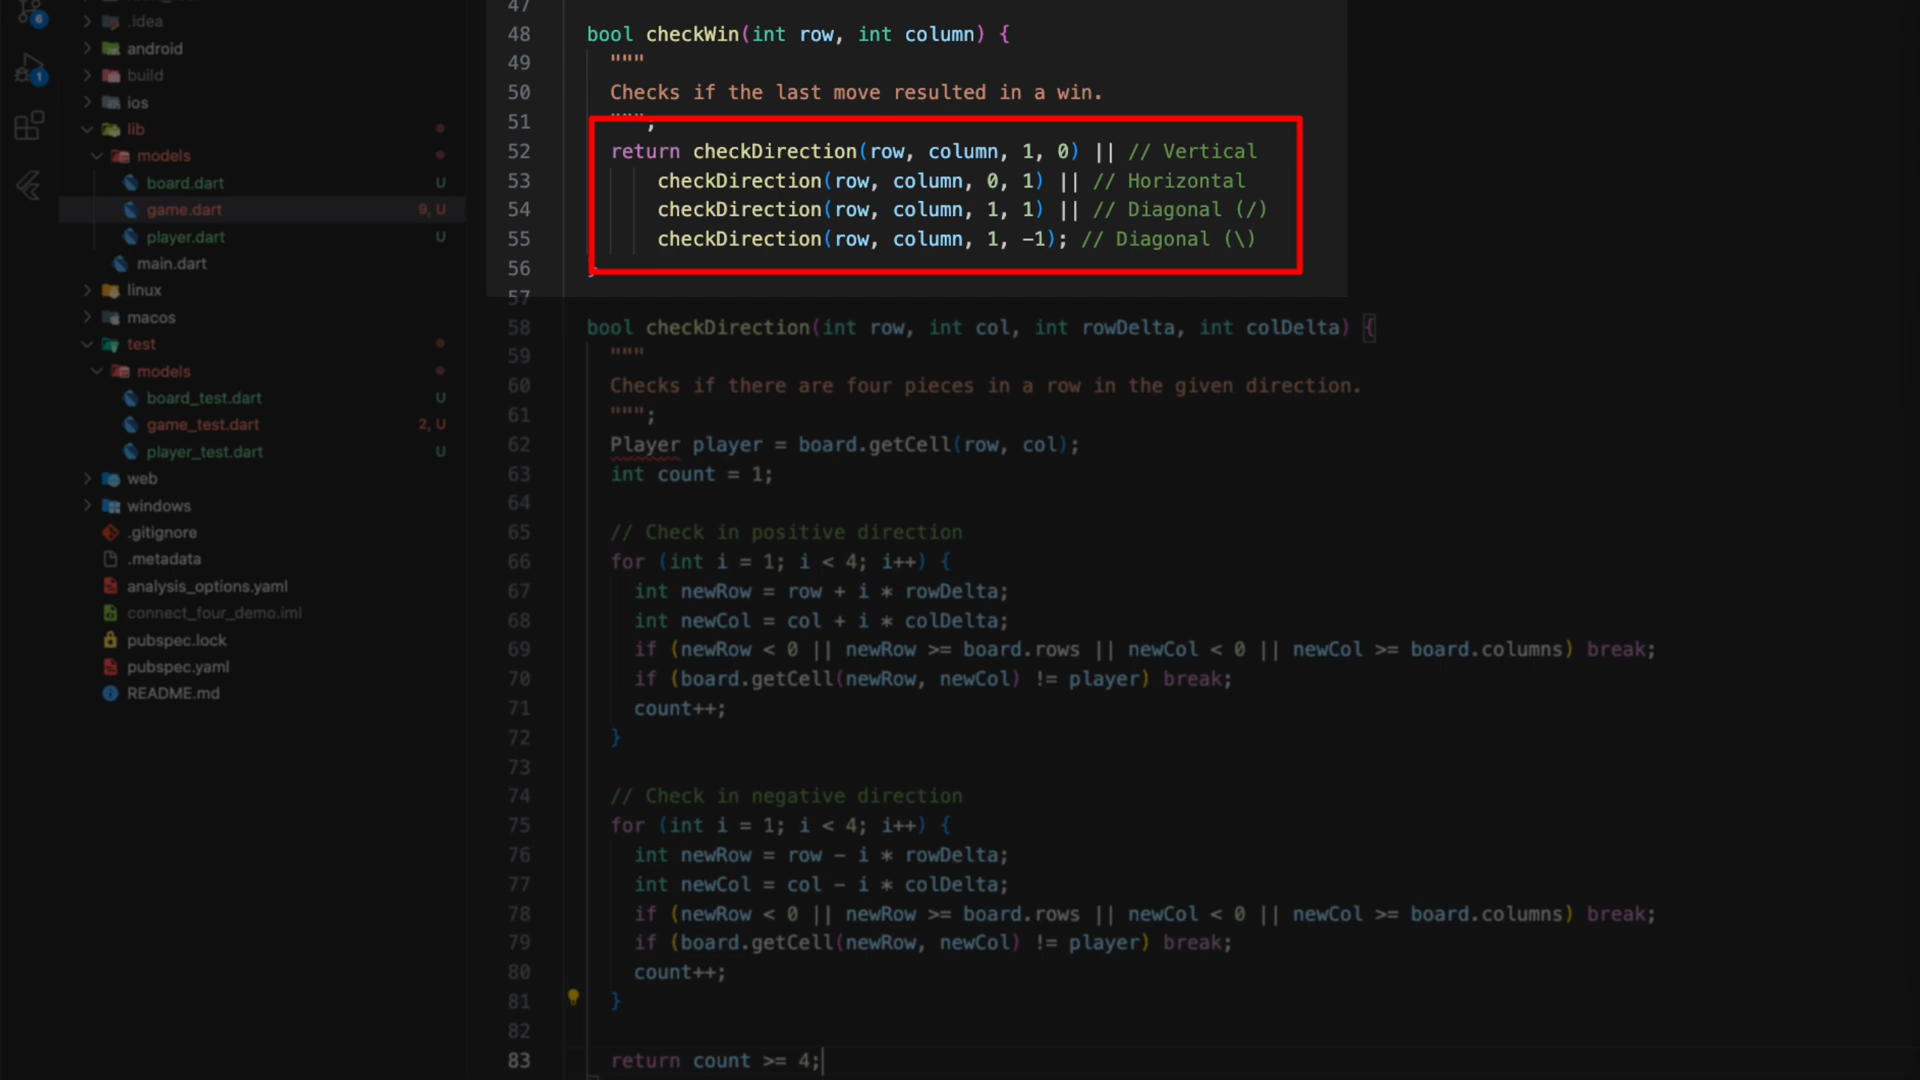 6
1
.idea
android
build
ios
lib
models
board.dart U
game.dart 9, U
player.dart U
main.dart
linux
macos
test
models
board_test.dart U
game_test.dart 2, U
player_test.dart U
web
windows
.gitignore
.metadata
analysis_options.yaml
connect_four_demo.iml
pubspec.lock
pubspec.yaml
README.md
47
48 bool checkWin(int row, int column) {
49 """
50 Checks if the last move resulted in a win.
51 """;
52 return checkDirection(row, column, 1, 0) || // Vertical
53 checkDirection(row, column, 0, 1) || // Horizontal
54 checkDirection(row, column, 1, 1) || // Diagonal (/)
55 checkDirection(row, column, 1, -1); // Diagonal (\)
56 }
57
58 bool checkDirection(int row, int col, int rowDelta, int colDelta) {
59 """
60 Checks if there are four pieces in a row in the given direction.
61 """;
62 Player player = board.getCell(row, col);
63 int count = 1;
64
65 // Check in positive direction
66 for (int i = 1; i < 4; i++) {
67 int newRow = row + i * rowDelta;
68 int newCol = col + i * colDelta;
69 if (newRow < 0 || newRow >= board.rows || newCol < 0 || newCol >= board.columns) break;
70 if (board.getCell(newRow, newCol) != player) break;
71 count++;
72 }
73
74 // Check in negative direction
75 for (int i = 1; i < 4; i++) {
76 int newRow = row - i * rowDelta;
77 int newCol = col - i * colDelta;
78 if (newRow < 0 || newRow >= board.rows || newCol < 0 || newCol >= board.columns) break;
79 if (board.getCell(newRow, newCol) != player) break;
80 count++;
81 }
82
83 return count >= 4;